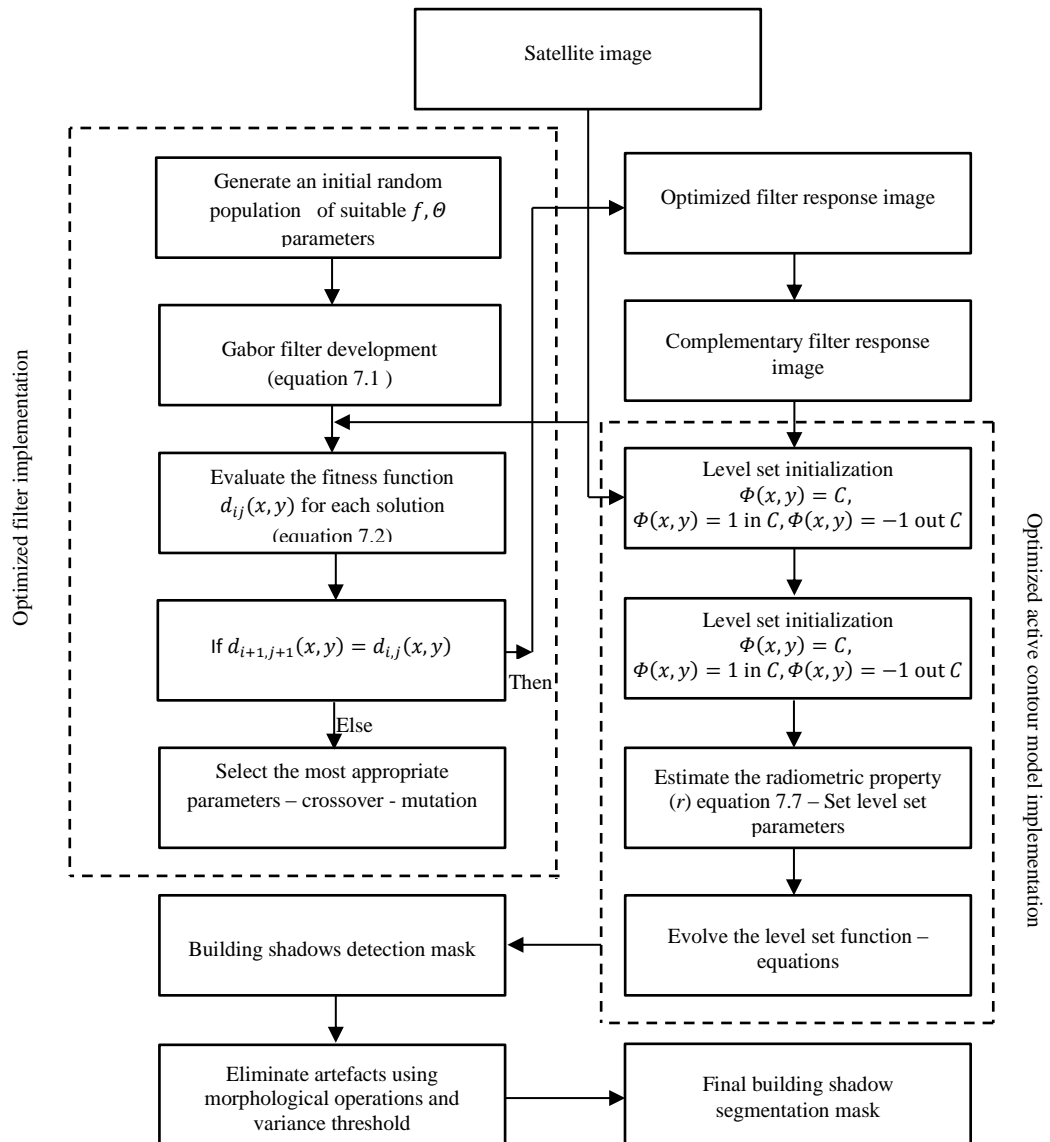 Satellite image
Optimized filter implementation
Generate an initial random
population of suitable 𝑓, 𝛩
parameters
Gabor filter development
(equation 7.1 )
Evaluate the fitness function
𝑑𝑖𝑗(𝑥, 𝑦) for each solution
(equation 7.2)
If 𝑑𝑖+1,𝑗+1(𝑥, 𝑦) = 𝑑𝑖,𝑗(𝑥, 𝑦)
Then
Else
Select the most appropriate
parameters – crossover - mutation
Optimized filter response image
Complementary filter response
image
Level set initialization
𝛷(𝑥, 𝑦) = 𝐶,
𝛷(𝑥, 𝑦) = 1 in 𝐶, 𝛷(𝑥, 𝑦) = −1 out 𝐶
Level set initialization
𝛷(𝑥, 𝑦) = 𝐶,
𝛷(𝑥, 𝑦) = 1 in 𝐶, 𝛷(𝑥, 𝑦) = −1 out 𝐶
Estimate the radiometric property
(r) equation 7.7 – Set level set
parameters
Evolve the level set function –
equations
Optimized active contour model implementation
Building shadows detection mask
Eliminate artefacts using
morphological operations and
variance threshold
Final building shadow
segmentation mask